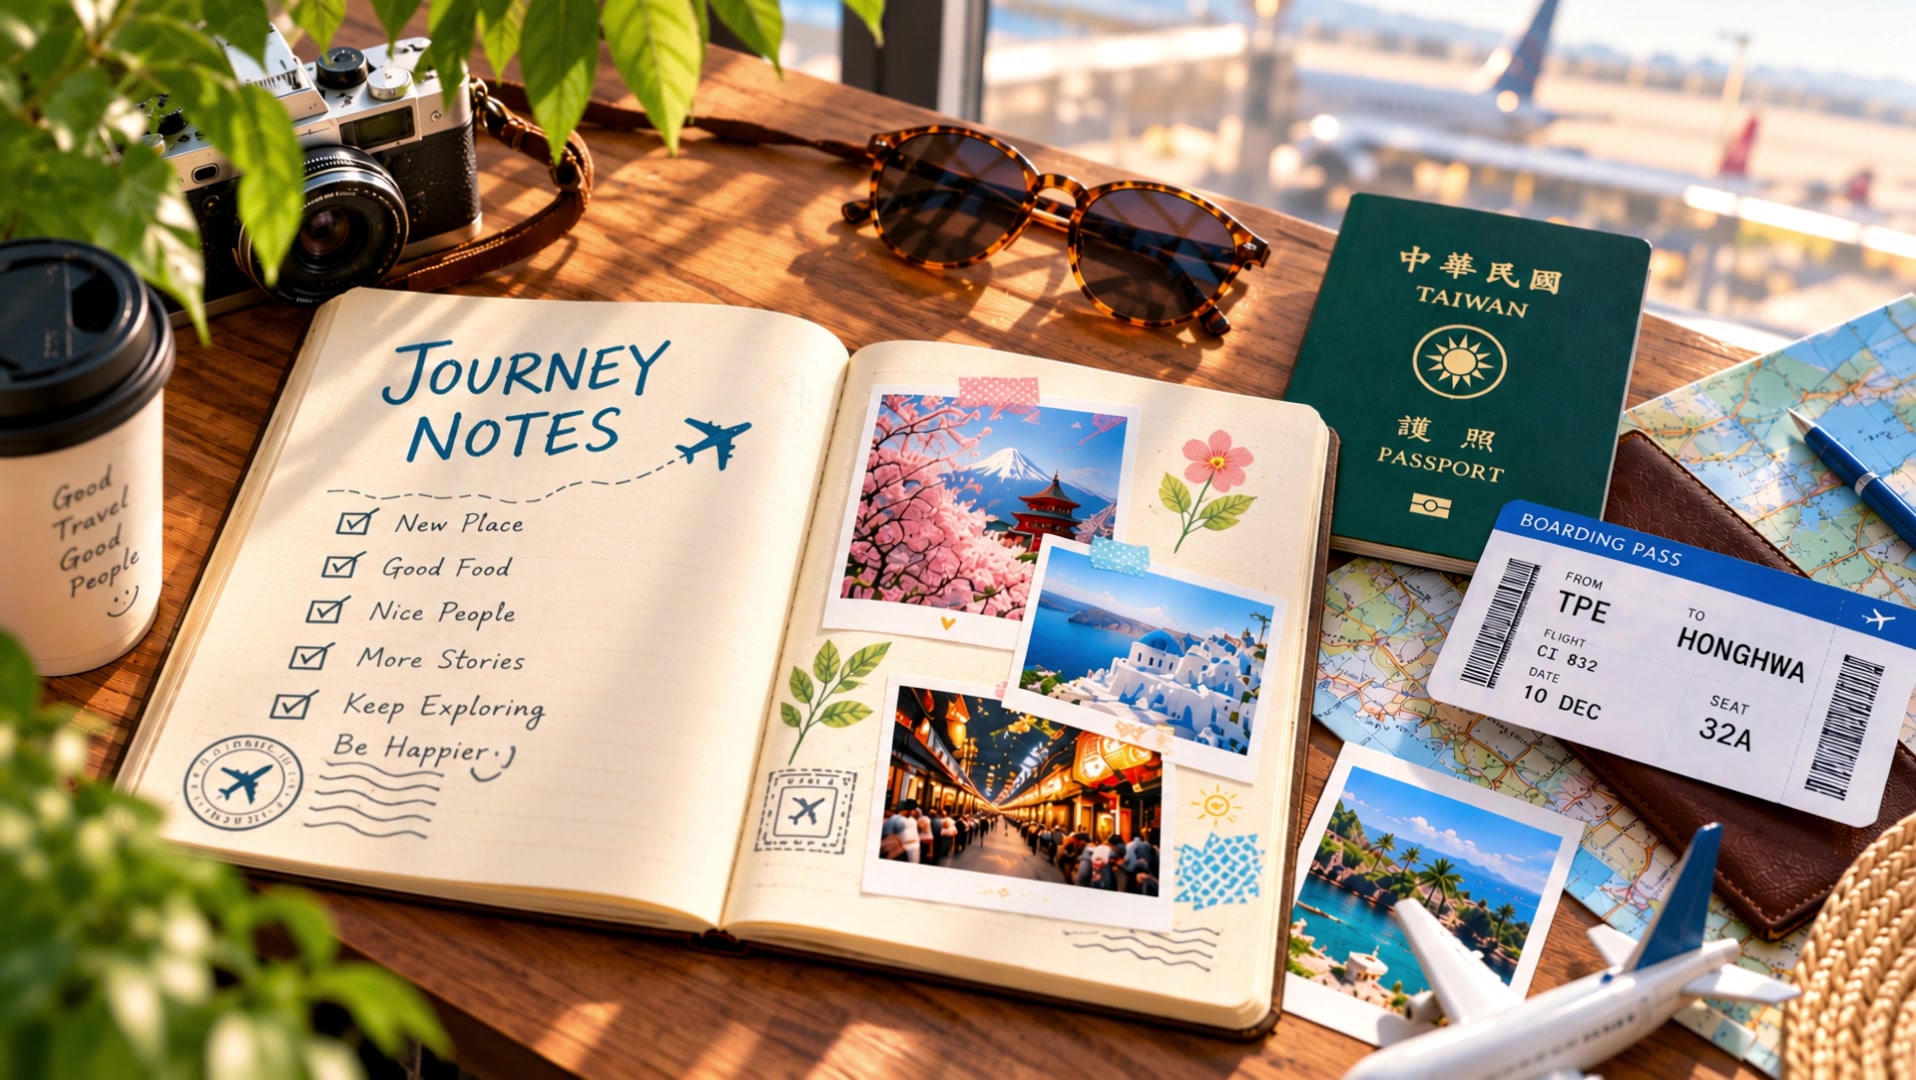 Good
Travel
Good
People
JOURNEY
NOTES
New Place
Good Food
Nice People
More Stories
Keep Exploring
Be Happier
中華民國
TAIWAN
護照
PASSPORT
BOARDING PASS
FROM
TPE
TO
HONGHWA
FLIGHT
CI 832
DATE
10 DEC
SEAT
32A